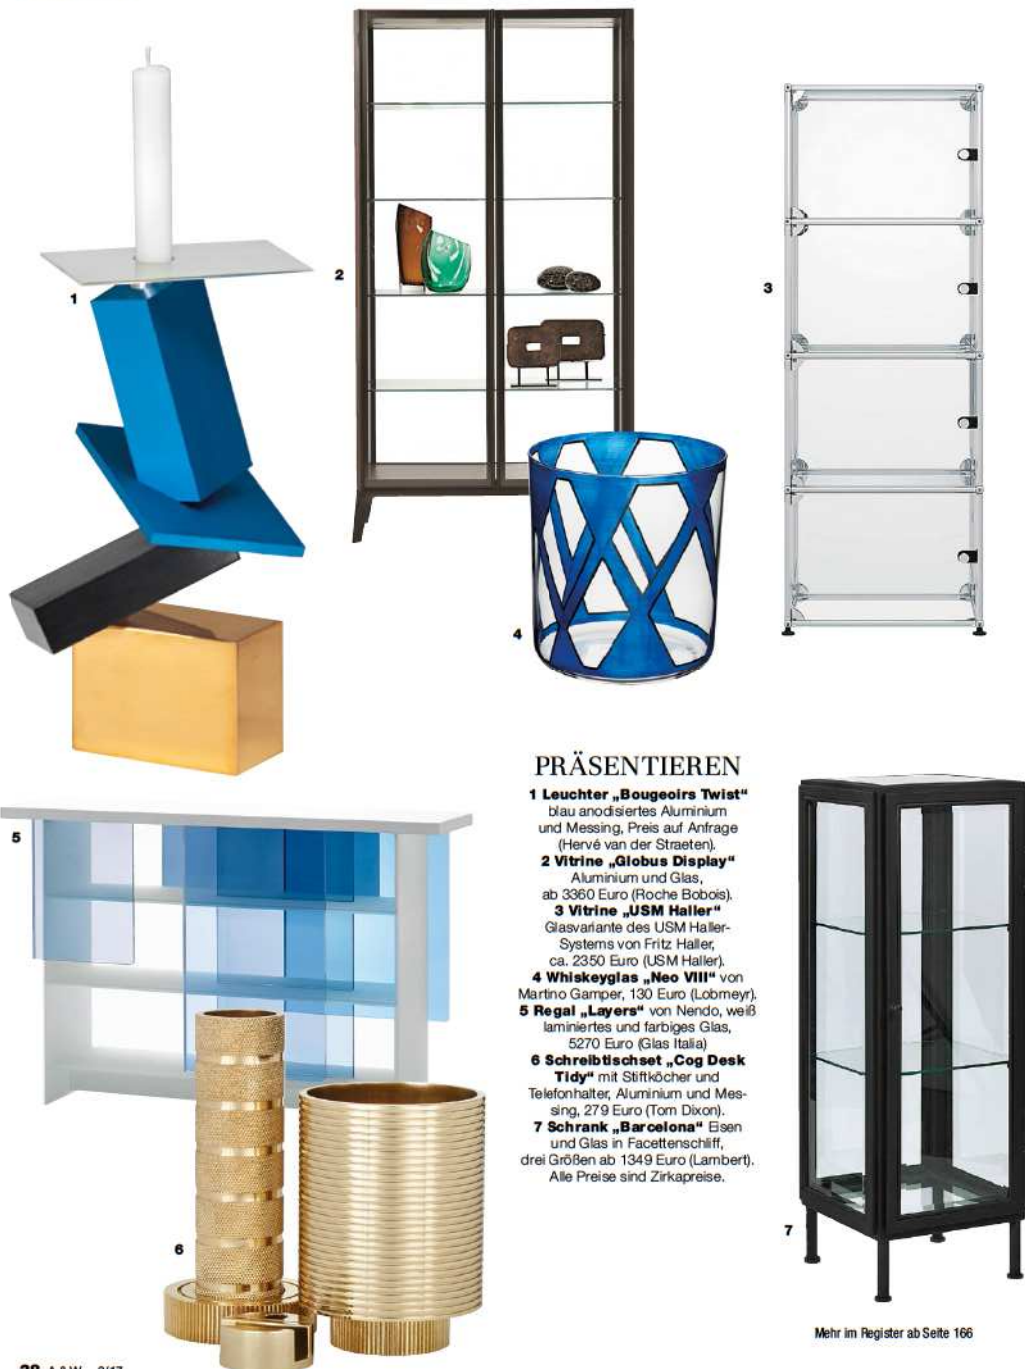 1
2
3
4
PRÄSENTIEREN
1 Leuchter „Bougeoirs Twist“
blau anodisiertes Aluminium
und Messing, Preis auf Anfrage
(Hervé van der Straeten).
2 Vitrine „Globus Display“
Aluminium und Glas,
ab 3360 Euro (Roche Bobois).
3 Vitrine „USM Haller“
Glasvariante des USM Haller-
Systems von Fritz Haller,
ca. 2350 Euro (USM Haller).
4 Whiskeyglas „Neo VIII“ von
Martino Gamper, 130 Euro (Lobmeyr).
5 Regal „Layers“ von Nendo, weiß
laminiertes und farbiges Glas,
5270 Euro (Glas Italia)
6 Schreibtischset „Cog Desk
Tidy“ mit Stiftköcher und
Telefonhalter, Aluminium und Mes-
sing, 279 Euro (Tom Dixon).
7 Schrank „Barcelona“ Eisen
und Glas in Facettenschliff,
drei Größen ab 1349 Euro (Lambert).
Alle Preise sind Zirkapreise.
5
6
7
Mehr im Register ab Seite 166